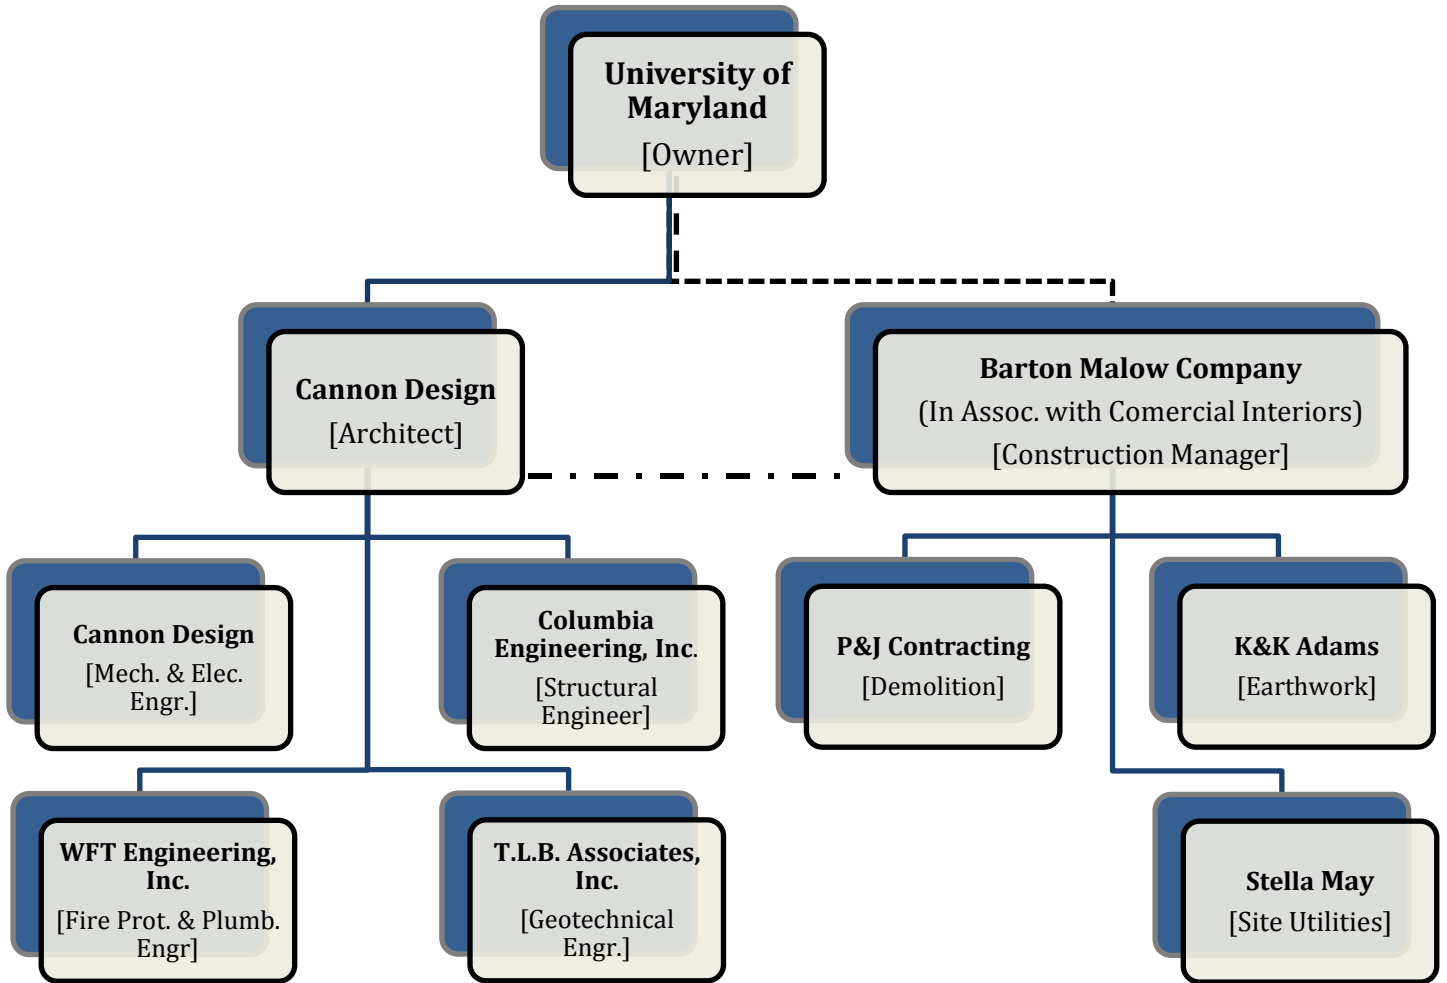 University of
Maryland
[Owner]
Cannon Design
[Architect]
Barton Malow Company
(In Assoc. with Comercial Interiors)
[Construction Manager]
Cannon Design
[Mech. & Elec.
Engr.]
Columbia
Engineering, Inc.
[Structural
Engineer]
P&J Contracting
[Demolition]
K&K Adams
[Earthwork]
WFT Engineering,
Inc.
[Fire Prot. & Plumb.
Engr]
T.L.B. Associates,
Inc.
[Geotechnical
Engr.]
Stella May
[Site Utilities]